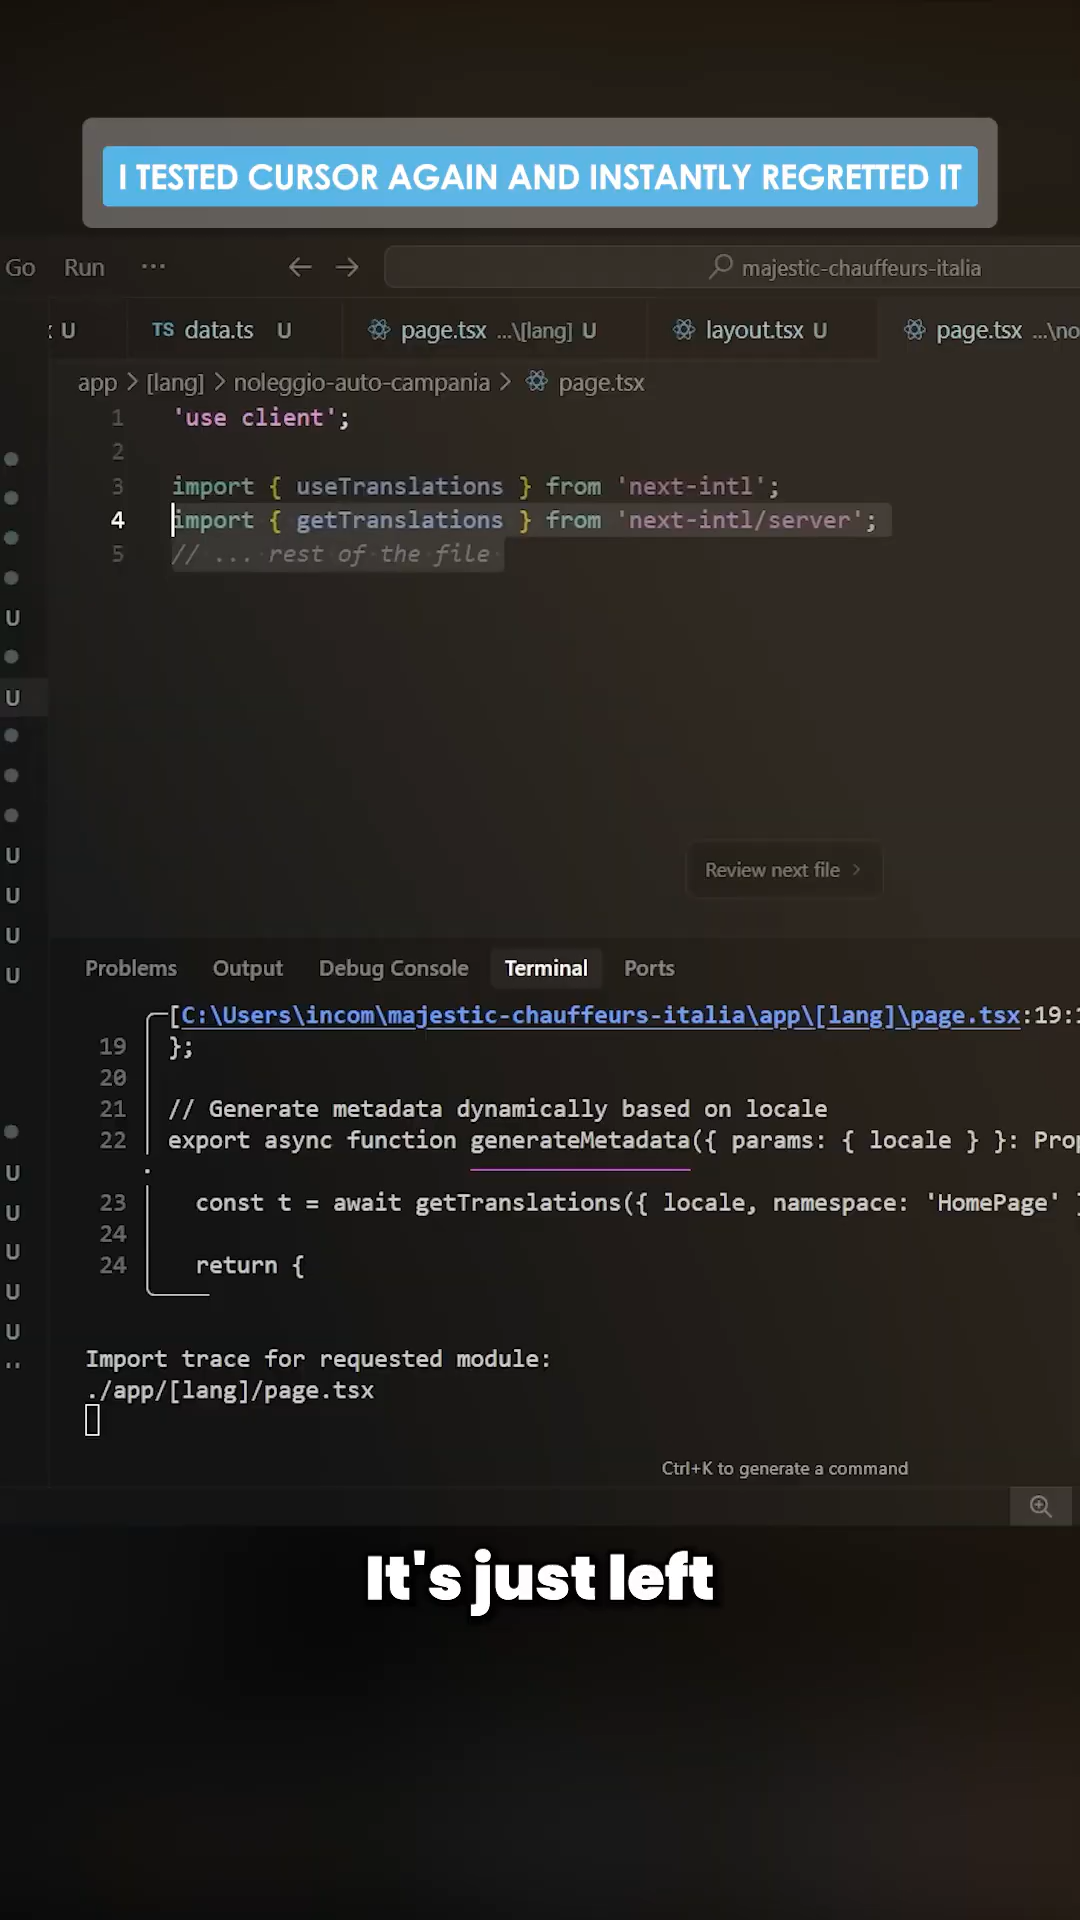 I TESTED CURSOR AGAIN AND INSTANTLY REGRETTED IT
Go Run ··· ← → majestic-chauffeurs-italia
U TS data.ts U page.tsx ...\[lang] U layout.tsx U page.tsx ...\no
app > [lang] > noleggio-auto-campania > page.tsx
1 'use client';
2
3 import { useTranslations } from 'next-intl';
4 import { getTranslations } from 'next-intl/server';
5 // ... rest of the file
U
U
U
U
U
U
Review next file >
Problems Output Debug Console Terminal Ports
[C:\Users\incom\majestic-chauffeurs-italia\app\[lang]\page.tsx:19:1
19 };
20
21 // Generate metadata dynamically based on locale
22 export async function generateMetadata({ params: { locale } }: Prop
23 const t = await getTranslations({ locale, namespace: 'HomePage' }
24
24 return {
U
U
U
U
U
Import trace for requested module:
./app/[lang]/page.tsx
Ctrl+K to generate a command
It's just left